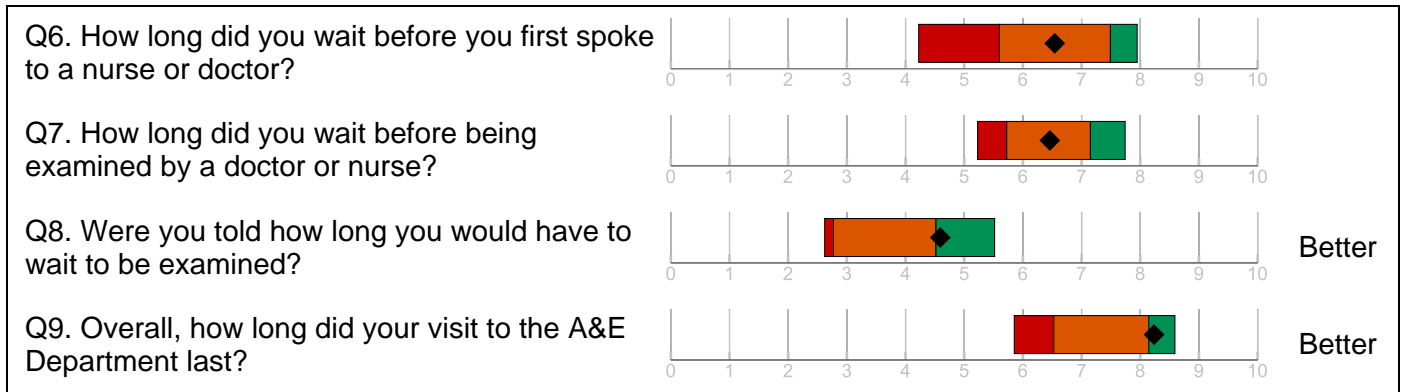 Q6. How long did you wait before you first spoke
to a nurse or doctor?
0 1 2 3 4 5 6 7 8 9 10
Q7. How long did you wait before being
examined by a doctor or nurse?
0 1 2 3 4 5 6 7 8 9 10
Q8. Were you told how long you would have to
wait to be examined?
Better
0 1 2 3 4 5 6 7 8 9 10
Q9. Overall, how long did your visit to the A&E
Department last?
Better
0 1 2 3 4 5 6 7 8 9 10